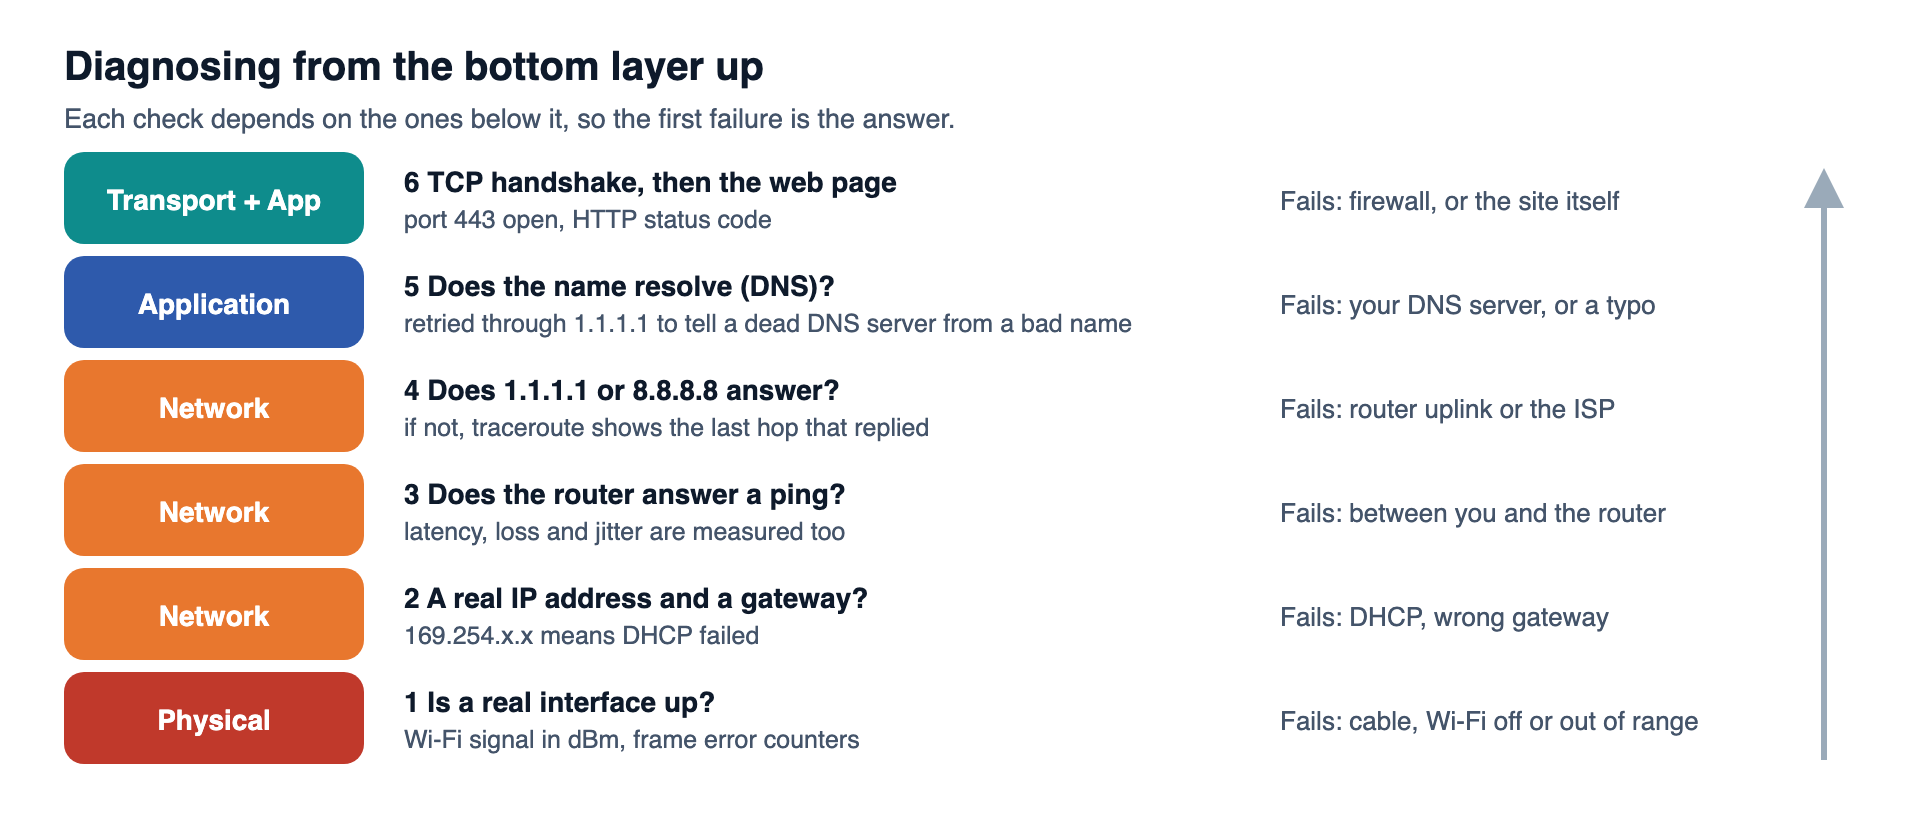 Diagnosing from the bottom layer up
Each check depends on the ones below it, so the first failure is the answer.
Transport + App
6 TCP handshake, then the web page
port 443 open, HTTP status code
Fails: firewall, or the site itself
Application
5 Does the name resolve (DNS)?
retried through 1.1.1.1 to tell a dead DNS server from a bad name
Fails: your DNS server, or a typo
Network
4 Does 1.1.1.1 or 8.8.8.8 answer?
if not, traceroute shows the last hop that replied
Fails: router uplink or the ISP
Network
3 Does the router answer a ping?
latency, loss and jitter are measured too
Fails: between you and the router
Network
2 A real IP address and a gateway?
169.254.x.x means DHCP failed
Fails: DHCP, wrong gateway
Physical
1 Is a real interface up?
Wi-Fi signal in dBm, frame error counters
Fails: cable, Wi-Fi off or out of range